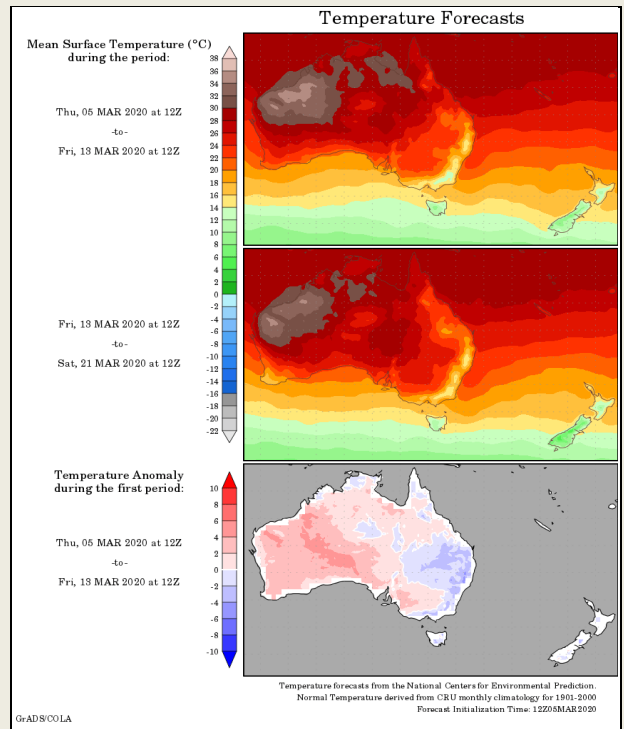 Temperature Forecasts
Mean Surface Temperature (°C)
during the period:
Thu, 05 MAR 2020 at 12Z
-to-
Fri, 13 MAR 2020 at 12Z
38
36
34
32
30
28
26
24
22
20
18
16
14
12
10
8
6
4
2
0
-2
-4
-6
-8
-10
-12
-14
-16
-18
-20
-22
Fri, 13 MAR 2020 at 12Z
-to-
Sat, 21 MAR 2020 at 12Z
Temperature Anomaly
during the first period:
Thu, 05 MAR 2020 at 12Z
-to-
Fri, 13 MAR 2020 at 12Z
10
8
6
4
2
0
-2
-4
-6
-8
-10
Temperature forecasts from the National Centers for Environmental Prediction.
Normal Temperature derived from CRU monthly climatology for 1901-2000
Forecast Initialization Time: 12Z05MAR2020
GrADS/COLA